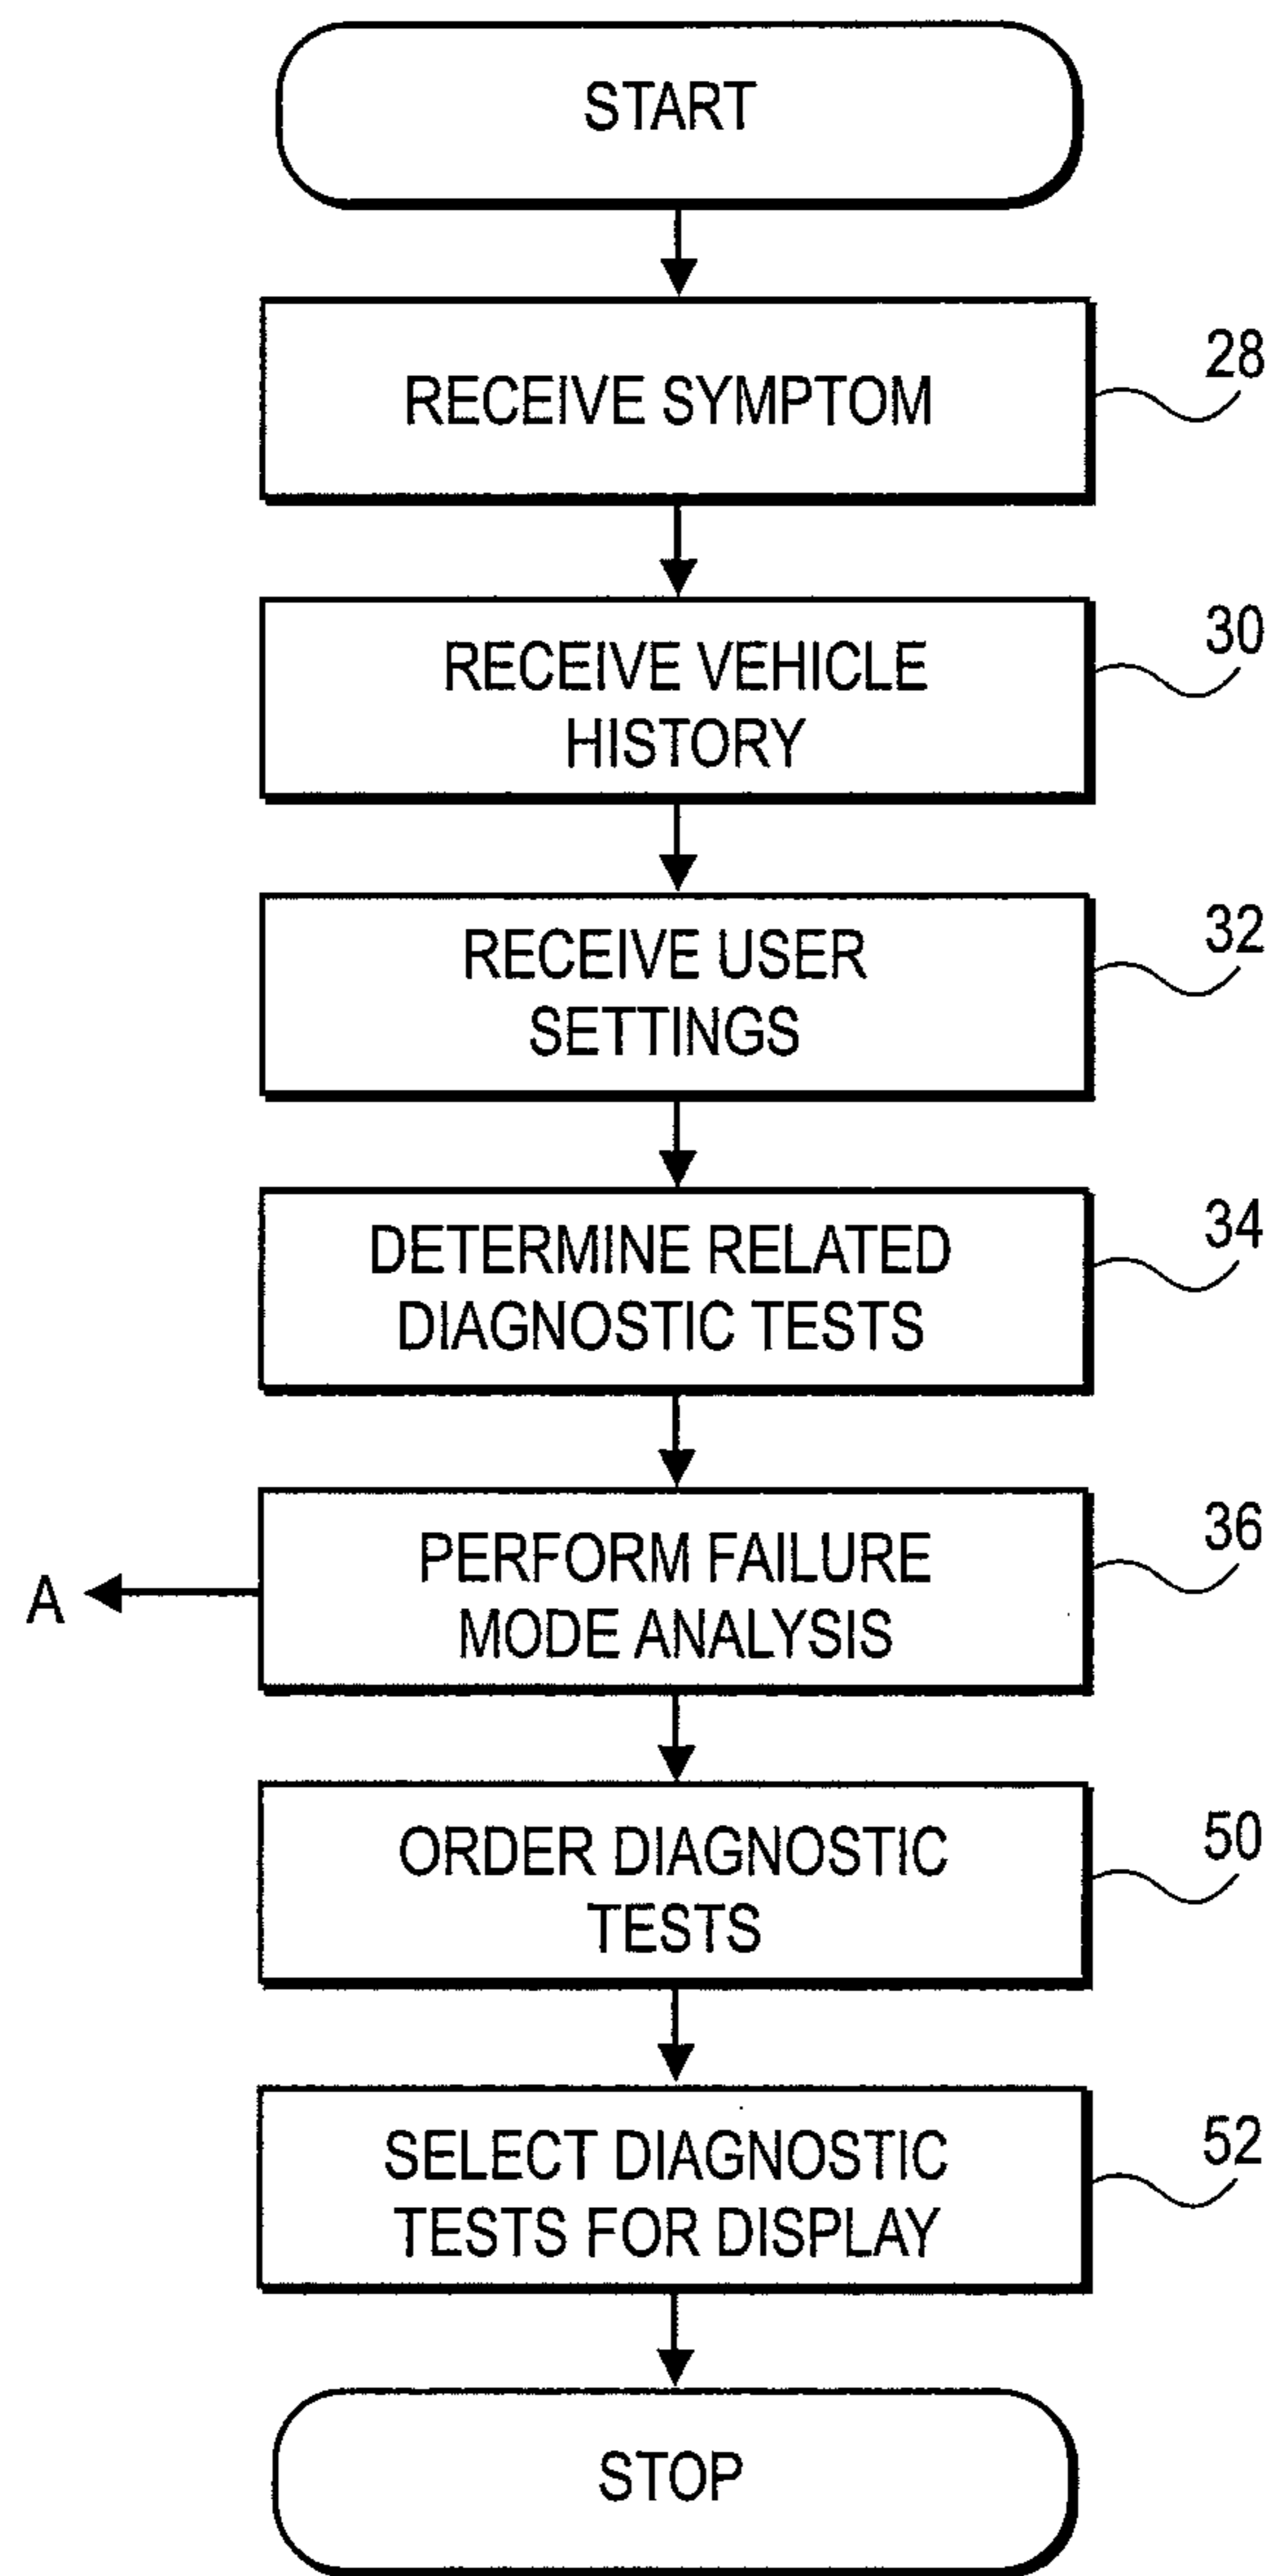 START
RECEIVE SYMPTOM
28
RECEIVE VEHICLE
HISTORY
30
RECEIVE USER
SETTINGS
32
DETERMINE RELATED
DIAGNOSTIC TESTS
34
A
PERFORM FAILURE
MODE ANALYSIS
36
ORDER DIAGNOSTIC
TESTS
50
SELECT DIAGNOSTIC
TESTS FOR DISPLAY
52
STOP